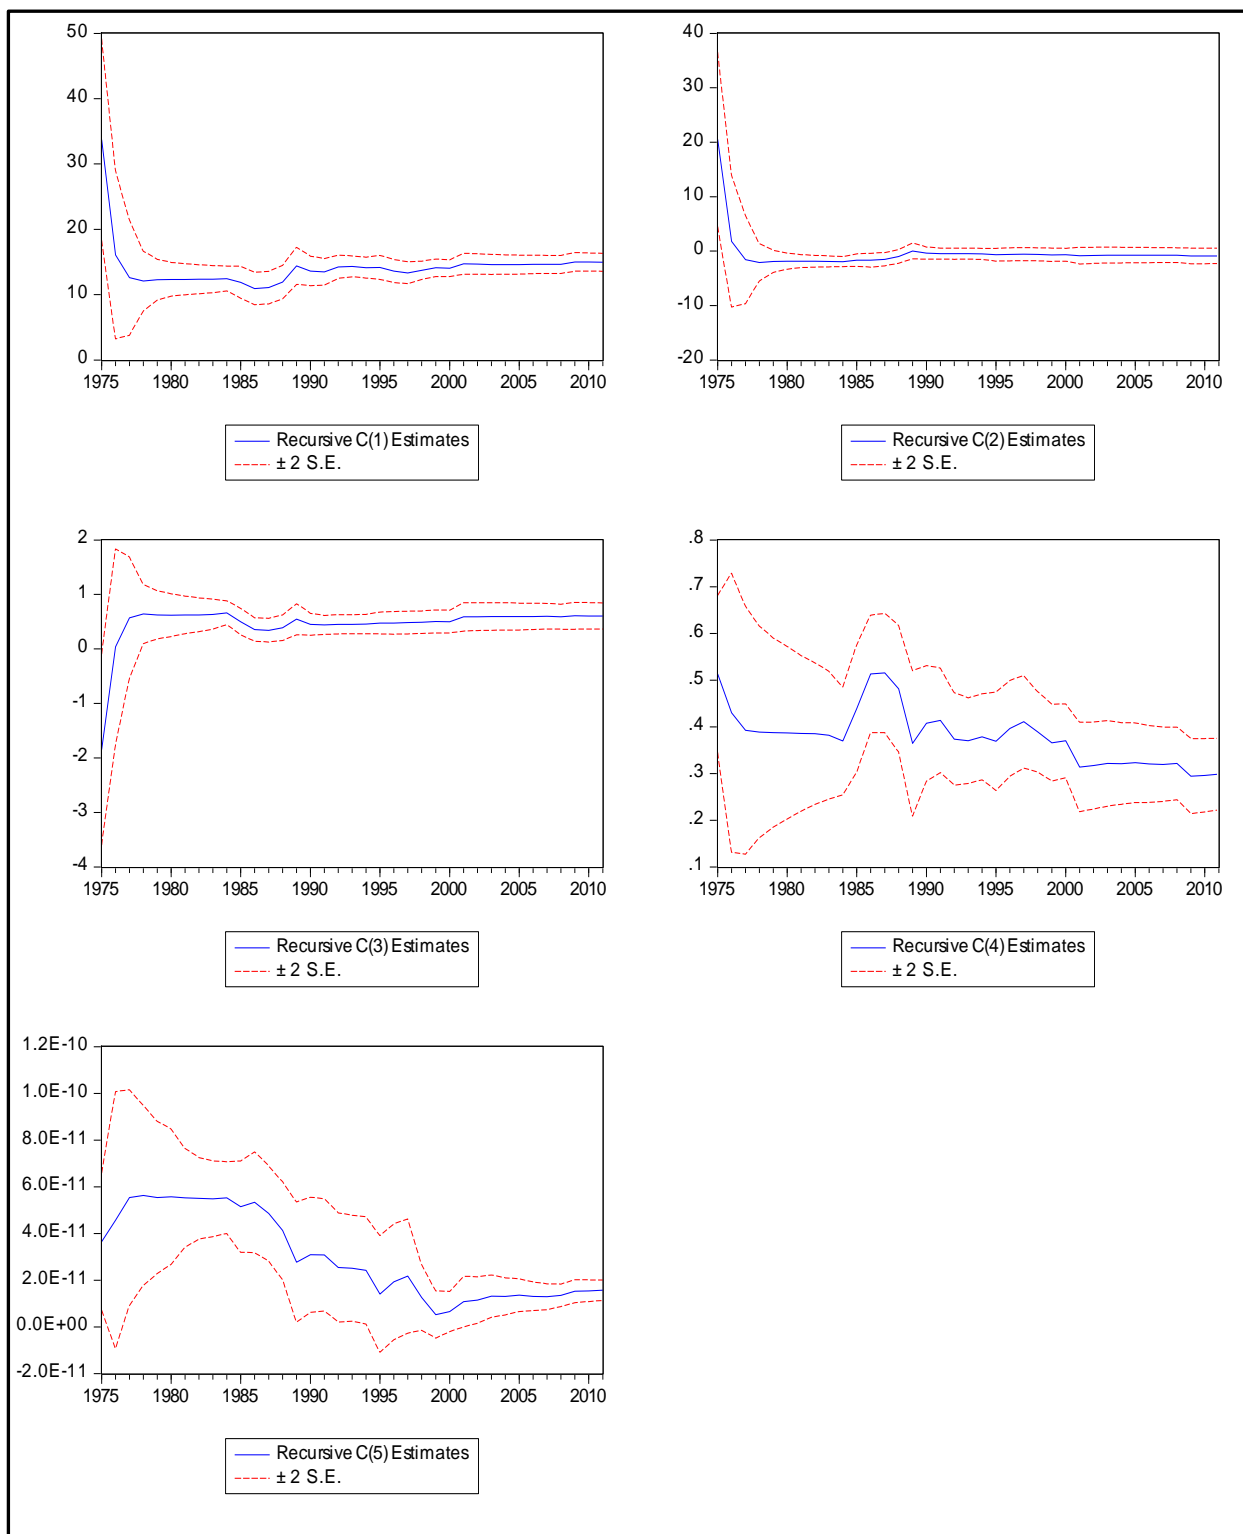 50
40
30
20
10
0
1975 1980 1985 1990 1995 2000 2005 2010
Recursive C(1) Estimates
± 2 S.E.
40
30
20
10
0
-10
-20
1975 1980 1985 1990 1995 2000 2005 2010
Recursive C(2) Estimates
± 2 S.E.
2
1
0
-1
-2
-3
-4
1975 1980 1985 1990 1995 2000 2005 2010
Recursive C(3) Estimates
± 2 S.E.
.8
.7
.6
.5
.4
.3
.2
.1
1975 1980 1985 1990 1995 2000 2005 2010
Recursive C(4) Estimates
± 2 S.E.
1.2E-10
1.0E-10
8.0E-11
6.0E-11
4.0E-11
2.0E-11
0.0E+00
-2.0E-11
1975 1980 1985 1990 1995 2000 2005 2010
Recursive C(5) Estimates
± 2 S.E.